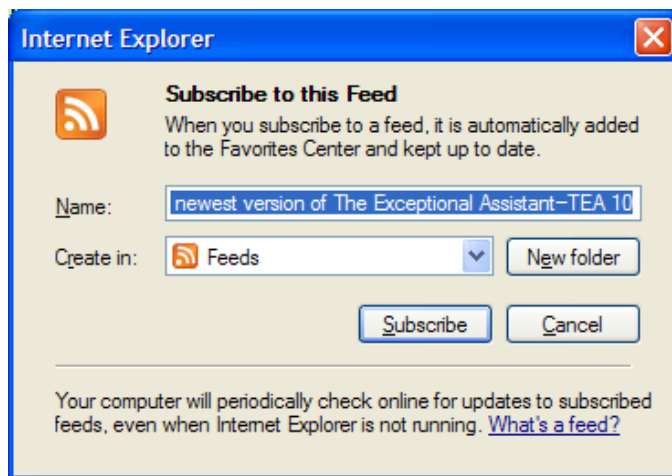 Internet Explorer
Subscribe to this Feed
When you subscribe to a feed, it is automatically added
to the Favorites Center and kept up to date.
Name: newest version of The Exceptional Assistant-TEA 10
Create in: Feeds New folder
Subscribe Cancel
Your computer will periodically check online for updates to subscribed
feeds, even when Internet Explorer is not running. What's a feed?